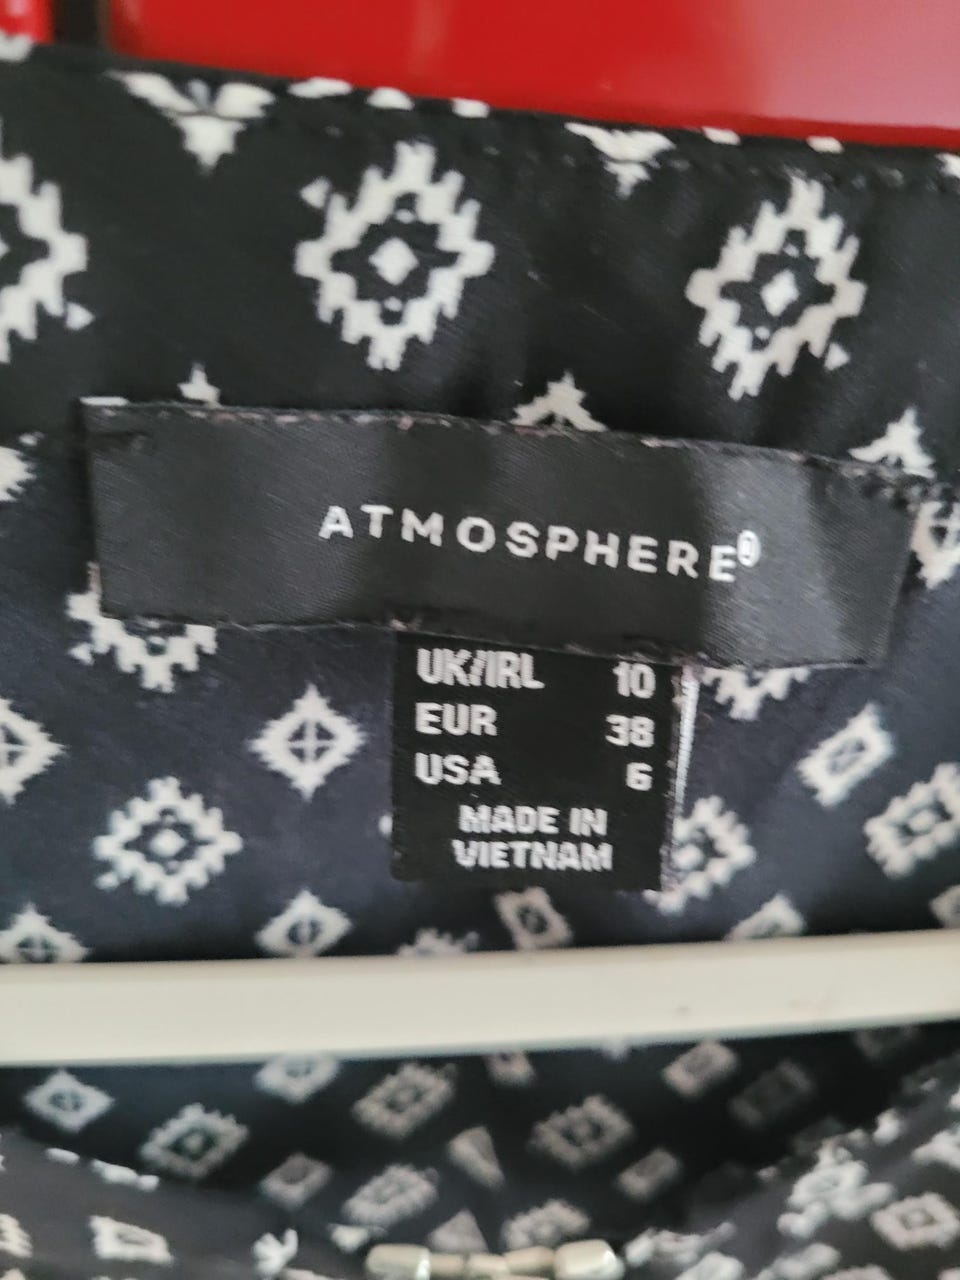 ATMOSPHERE®
UK/IRL 10
EUR 38
USA 6
MADE IN
VIETNAM